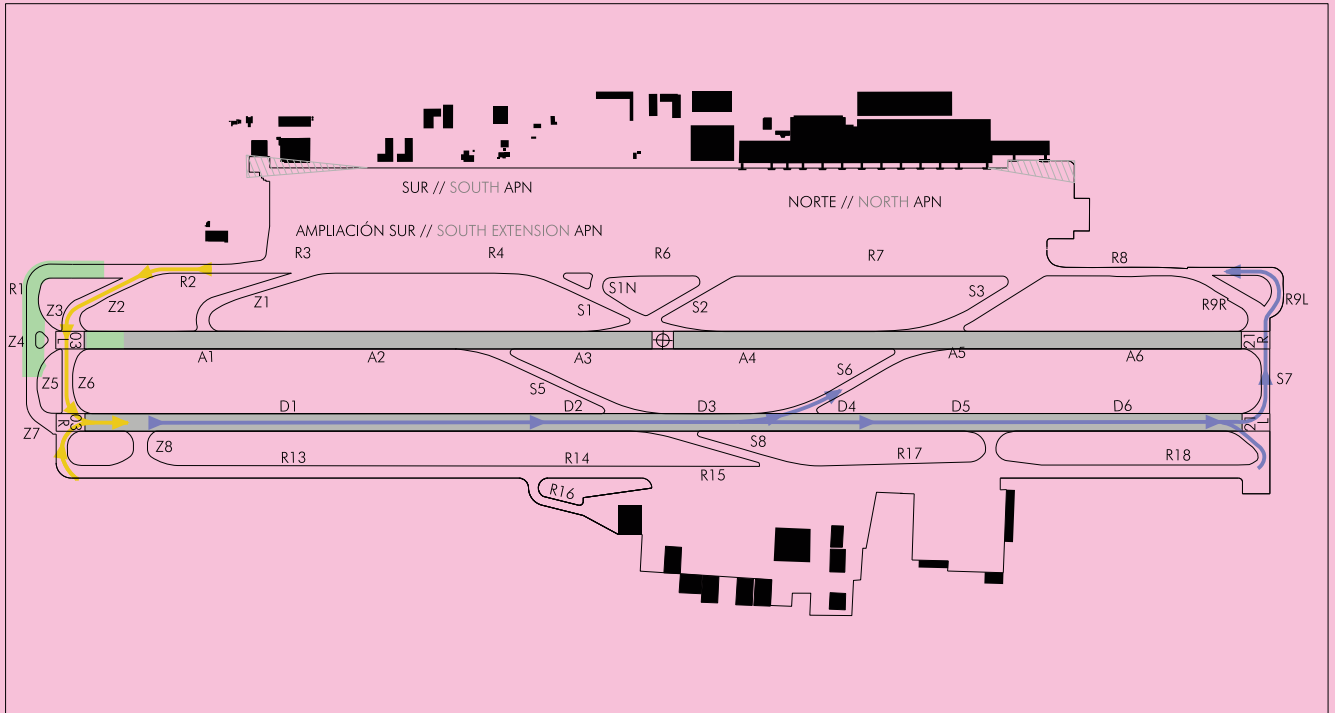 SUR // SOUTH APN
NORTE // NORTH APN
AMPLIACIÓN SUR // SOUTH EXTENSION APN
R3
R4
R6
R7
R8
R1
R2
Z3
Z2
Z1
S1N
S1
S2
S3
R9R
R9L
Z4
03
L
21
R
A1
A2
A3
A4
A5
A6
Z5
Z6
S5
S6
S7
D1
D2
D3
D4
D5
D6
03
R
21
L
Z7
Z8
S8
R13
R14
R15
R17
R18
R16